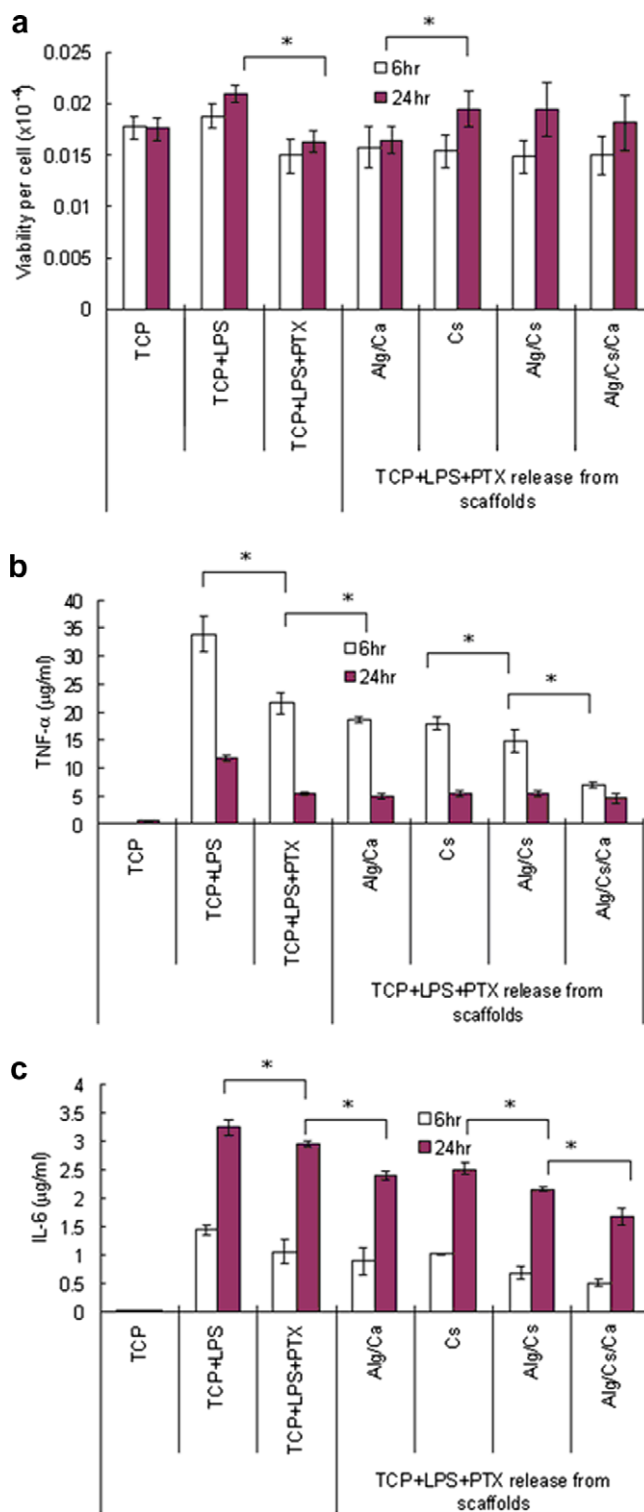 a
*
*
6hr
24hr
Viability per cell (x10⁻⁴)
0.025
0.02
0.015
0.01
0.005
0
TCP
TCP+LPS
TCP+LPS+PTX
Alg/Ca
Cs
Alg/Cs
Alg/Cs/Ca
TCP+LPS+PTX release from
scaffolds
b
*
*
*
*
6hr
24hr
TNF-α (µg/ml)
40
35
30
25
20
15
10
5
0
TCP
TCP+LPS
TCP+LPS+PTX
Alg/Ca
Cs
Alg/Cs
Alg/Cs/Ca
TCP+LPS+PTX release from
scaffolds
c
*
*
*
*
6hr
24hr
IL-6 (µg/ml)
4
3.5
3
2.5
2
1.5
1
0.5
0
TCP
TCP+LPS
TCP+LPS+PTX
Alg/Ca
Cs
Alg/Cs
Alg/Cs/Ca
TCP+LPS+PTX release from
scaffolds